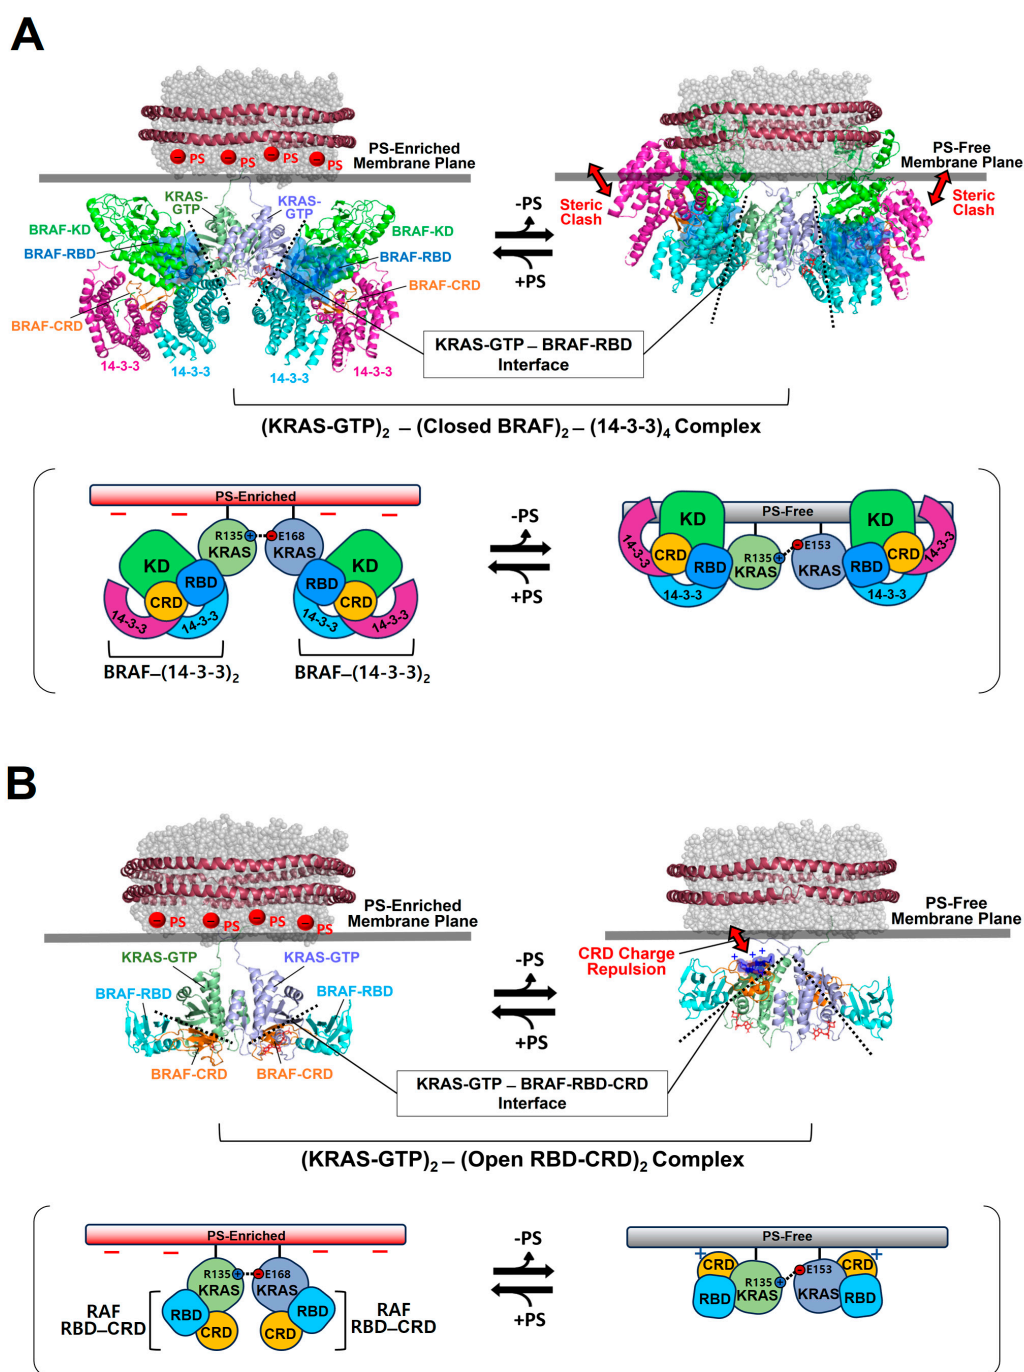 A
PS
PS
PS
PS
PS-Enriched
Membrane Plane
KRAS-
GTP
KRAS-
GTP
BRAF-KD
BRAF-RBD
BRAF-CRD
14-3-3
14-3-3
14-3-3
14-3-3
BRAF-KD
BRAF-RBD
BRAF-CRD
-PS
+PS
PS-Free
Membrane Plane
Steric
Clash
Steric
Clash
KRAS-GTP – BRAF-RBD
Interface
(KRAS-GTP)2 – (Closed BRAF)2 – (14-3-3)4 Complex
PS-Enriched
R135 + - E168
KRAS KRAS
KD KD
RBD RBD
CRD CRD
14-3-3 14-3-3 14-3-3 14-3-3
BRAF–(14-3-3)2 BRAF–(14-3-3)2
-PS
+PS
PS-Free
KD KD
14-3-3 CRD RBD R135 + - E153 RBD CRD 14-3-3
KRAS KRAS
14-3-3 14-3-3
B
PS
PS
PS
PS
PS-Enriched
Membrane Plane
KRAS-GTP
KRAS-GTP
BRAF-RBD
BRAF-RBD
BRAF-CRD
BRAF-CRD
-PS
+PS
PS-Free
Membrane Plane
CRD Charge
Repulsion
+ + +
KRAS-GTP – BRAF-RBD-CRD
Interface
(KRAS-GTP)2 – (Open RBD-CRD)2 Complex
PS-Enriched
R135 + - E168
KRAS KRAS
RBD RBD
CRD CRD
RAF
RBD–CRD
RAF
RBD–CRD
-PS
+PS
PS-Free
+ +
CRD CRD
R135 + - E153
RBD KRAS KRAS RBD